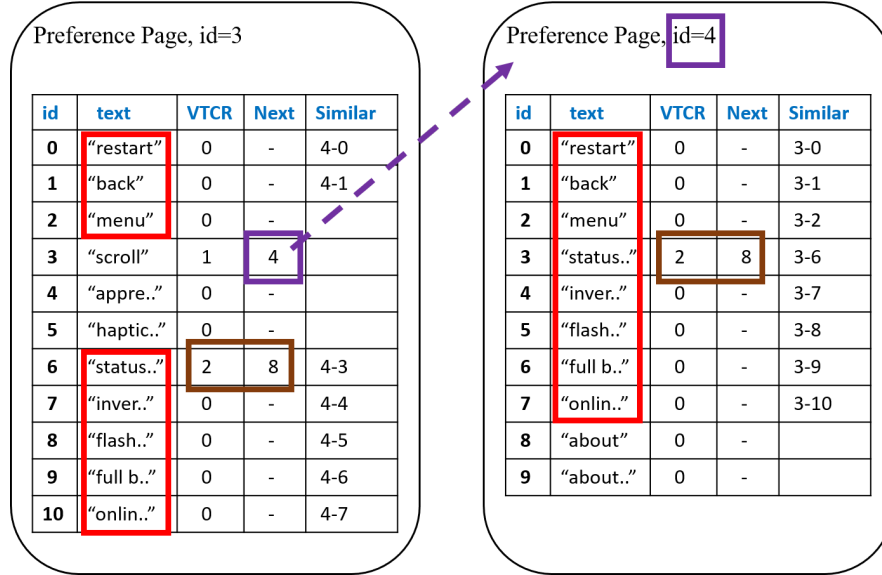 Preference Page, id=3
id text VTCR Next Similar
0 “restart” 0 - 4-0
1 “back” 0 - 4-1
2 “menu” 0 -
3 “scroll” 1 4
4 “appre..” 0 -
5 “haptic..” 0 -
6 “status..” 2 8 4-3
7 “inver..” 0 - 4-4
8 “flash..” 0 - 4-5
9 “full b..” 0 - 4-6
10 “onlin..” 0 - 4-7
Preference Page, id=4
id text VTCR Next Similar
0 “restart” 0 - 3-0
1 “back” 0 - 3-1
2 “menu” 0 - 3-2
3 “status..” 2 8 3-6
4 “inver..” 0 - 3-7
5 “flash..” 0 - 3-8
6 “full b..” 0 - 3-9
7 “onlin..” 0 - 3-10
8 “about” 0 -
9 “about..” 0 -